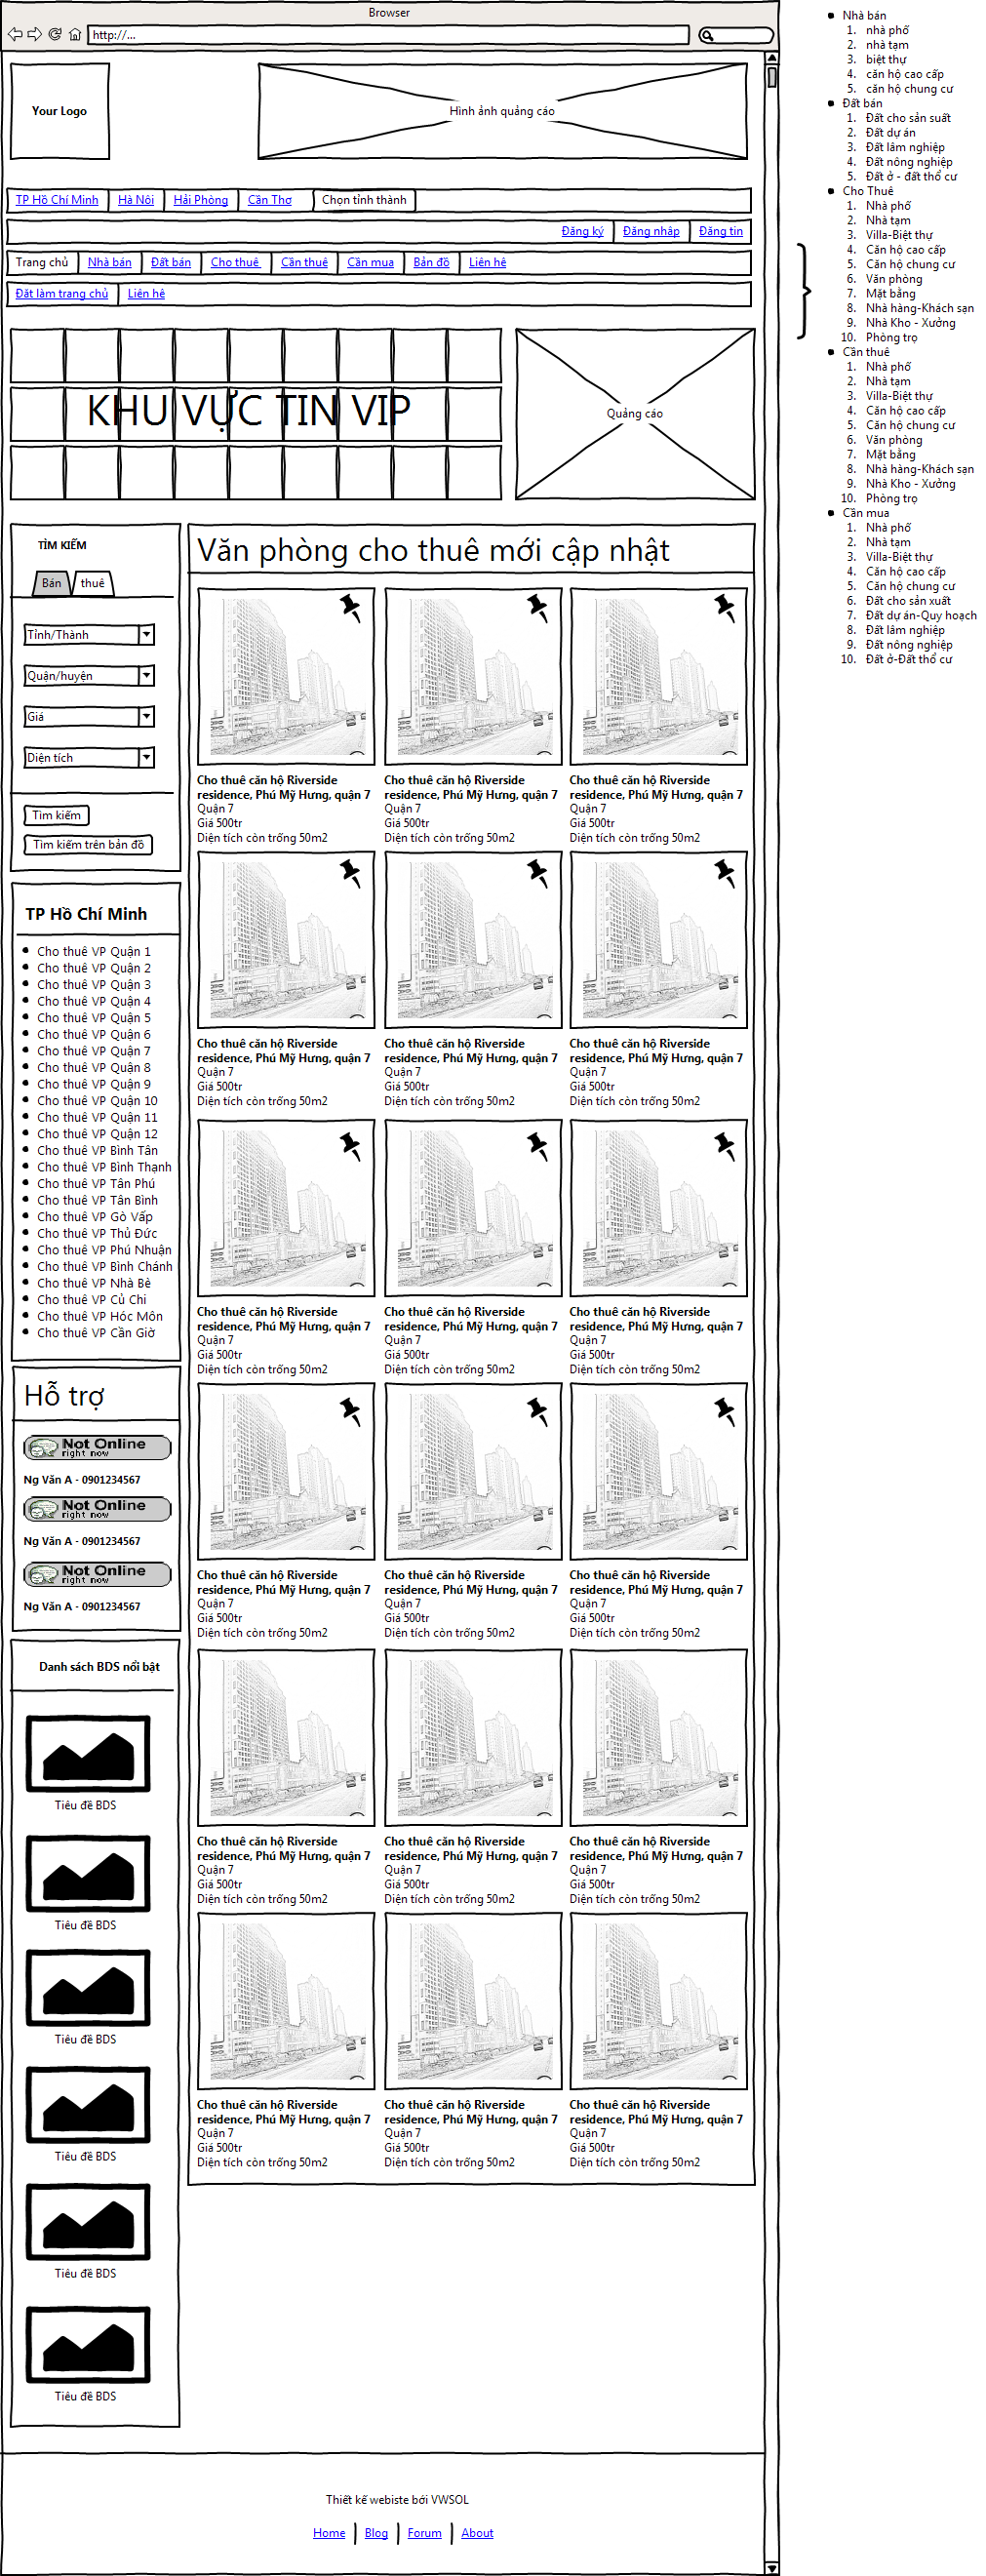 Browser
http://...
Your Logo
Hình ảnh quảng cáo
TP Hồ Chí Minh
Hà Nôi
Hải Phòng
Cần Thơ
Chọn tỉnh thành
Đăng ký
Đăng nhâp
Đăng tin
Trang chủ
Nhà bán
Đất bán
Cho thuê
Cần thuê
Cần mua
Bản đồ
Liên hê
Đăt làm trang chủ
Liên hê
KHU VỰC TIN VIP
Quảng cáo
TÌM KIẾM
Bán
thuê
Tỉnh/Thành
Quận/huyện
Giá
Diện tích
Tìm kiếm
Tìm kiếm trên bản đồ
TP Hồ Chí Minh
Cho thuê VP Quận 1
Cho thuê VP Quận 2
Cho thuê VP Quận 3
Cho thuê VP Quận 4
Cho thuê VP Quận 5
Cho thuê VP Quận 6
Cho thuê VP Quận 7
Cho thuê VP Quận 8
Cho thuê VP Quận 9
Cho thuê VP Quận 10
Cho thuê VP Quận 11
Cho thuê VP Quận 12
Cho thuê VP Bình Tân
Cho thuê VP Bình Thạnh
Cho thuê VP Tân Phú
Cho thuê VP Tân Bình
Cho thuê VP Gò Vấp
Cho thuê VP Thủ Đức
Cho thuê VP Phú Nhuận
Cho thuê VP Bình Chánh
Cho thuê VP Nhà Bè
Cho thuê VP Củ Chi
Cho thuê VP Hóc Môn
Cho thuê VP Cần Giờ
Hỗ trợ
Not Online
right now
Ng Văn A - 0901234567
Not Online
right now
Ng Văn A - 0901234567
Not Online
right now
Ng Văn A - 0901234567
Danh sách BDS nổi bật
Tiêu đề BDS
Tiêu đề BDS
Tiêu đề BDS
Tiêu đề BDS
Tiêu đề BDS
Tiêu đề BDS
Văn phòng cho thuê mới cập nhật
Cho thuê căn hộ Riverside
residence, Phú Mỹ Hưng, quận 7
Quận 7
Giá 500tr
Diện tích còn trống 50m2
Cho thuê căn hộ Riverside
residence, Phú Mỹ Hưng, quận 7
Quận 7
Giá 500tr
Diện tích còn trống 50m2
Cho thuê căn hộ Riverside
residence, Phú Mỹ Hưng, quận 7
Quận 7
Giá 500tr
Diện tích còn trống 50m2
Cho thuê căn hộ Riverside
residence, Phú Mỹ Hưng, quận 7
Quận 7
Giá 500tr
Diện tích còn trống 50m2
Cho thuê căn hộ Riverside
residence, Phú Mỹ Hưng, quận 7
Quận 7
Giá 500tr
Diện tích còn trống 50m2
Cho thuê căn hộ Riverside
residence, Phú Mỹ Hưng, quận 7
Quận 7
Giá 500tr
Diện tích còn trống 50m2
Cho thuê căn hộ Riverside
residence, Phú Mỹ Hưng, quận 7
Quận 7
Giá 500tr
Diện tích còn trống 50m2
Cho thuê căn hộ Riverside
residence, Phú Mỹ Hưng, quận 7
Quận 7
Giá 500tr
Diện tích còn trống 50m2
Cho thuê căn hộ Riverside
residence, Phú Mỹ Hưng, quận 7
Quận 7
Giá 500tr
Diện tích còn trống 50m2
Cho thuê căn hộ Riverside
residence, Phú Mỹ Hưng, quận 7
Quận 7
Giá 500tr
Diện tích còn trống 50m2
Cho thuê căn hộ Riverside
residence, Phú Mỹ Hưng, quận 7
Quận 7
Giá 500tr
Diện tích còn trống 50m2
Cho thuê căn hộ Riverside
residence, Phú Mỹ Hưng, quận 7
Quận 7
Giá 500tr
Diện tích còn trống 50m2
Cho thuê căn hộ Riverside
residence, Phú Mỹ Hưng, quận 7
Quận 7
Giá 500tr
Diện tích còn trống 50m2
Cho thuê căn hộ Riverside
residence, Phú Mỹ Hưng, quận 7
Quận 7
Giá 500tr
Diện tích còn trống 50m2
Cho thuê căn hộ Riverside
residence, Phú Mỹ Hưng, quận 7
Quận 7
Giá 500tr
Diện tích còn trống 50m2
Cho thuê căn hộ Riverside
residence, Phú Mỹ Hưng, quận 7
Quận 7
Giá 500tr
Diện tích còn trống 50m2
Cho thuê căn hộ Riverside
residence, Phú Mỹ Hưng, quận 7
Quận 7
Giá 500tr
Diện tích còn trống 50m2
Cho thuê căn hộ Riverside
residence, Phú Mỹ Hưng, quận 7
Quận 7
Giá 500tr
Diện tích còn trống 50m2
Thiết kế webiste bới VWSOL
Home
Blog
Forum
About
Nhà bán
1. nhà phố
2. nhà tạm
3. biệt thự
4. căn hộ cao cấp
5. căn hộ chung cư
Đất bán
1. Đất cho sản suất
2. Đất dự án
3. Đất lâm nghiệp
4. Đất nông nghiệp
5. Đất ở - đất thổ cư
Cho Thuê
1. Nhà phố
2. Nhà tạm
3. Villa-Biệt thự
4. Căn hộ cao cấp
5. Căn hộ chung cư
6. Văn phòng
7. Mặt bằng
8. Nhà hàng-Khách sạn
9. Nhà Kho - Xưởng
10. Phòng trọ
Cần thuê
1. Nhà phố
2. Nhà tạm
3. Villa-Biệt thự
4. Căn hộ cao cấp
5. Căn hộ chung cư
6. Văn phòng
7. Mặt bằng
8. Nhà hàng-Khách sạn
9. Nhà Kho - Xưởng
10. Phòng trọ
Cần mua
1. Nhà phố
2. Nhà tạm
3. Villa-Biệt thự
4. Căn hộ cao cấp
5. Căn hộ chung cư
6. Đất cho sản xuất
7. Đất dự án-Quy hoạch
8. Đất lâm nghiệp
9. Đất nông nghiệp
10. Đất ở-Đất thổ cư